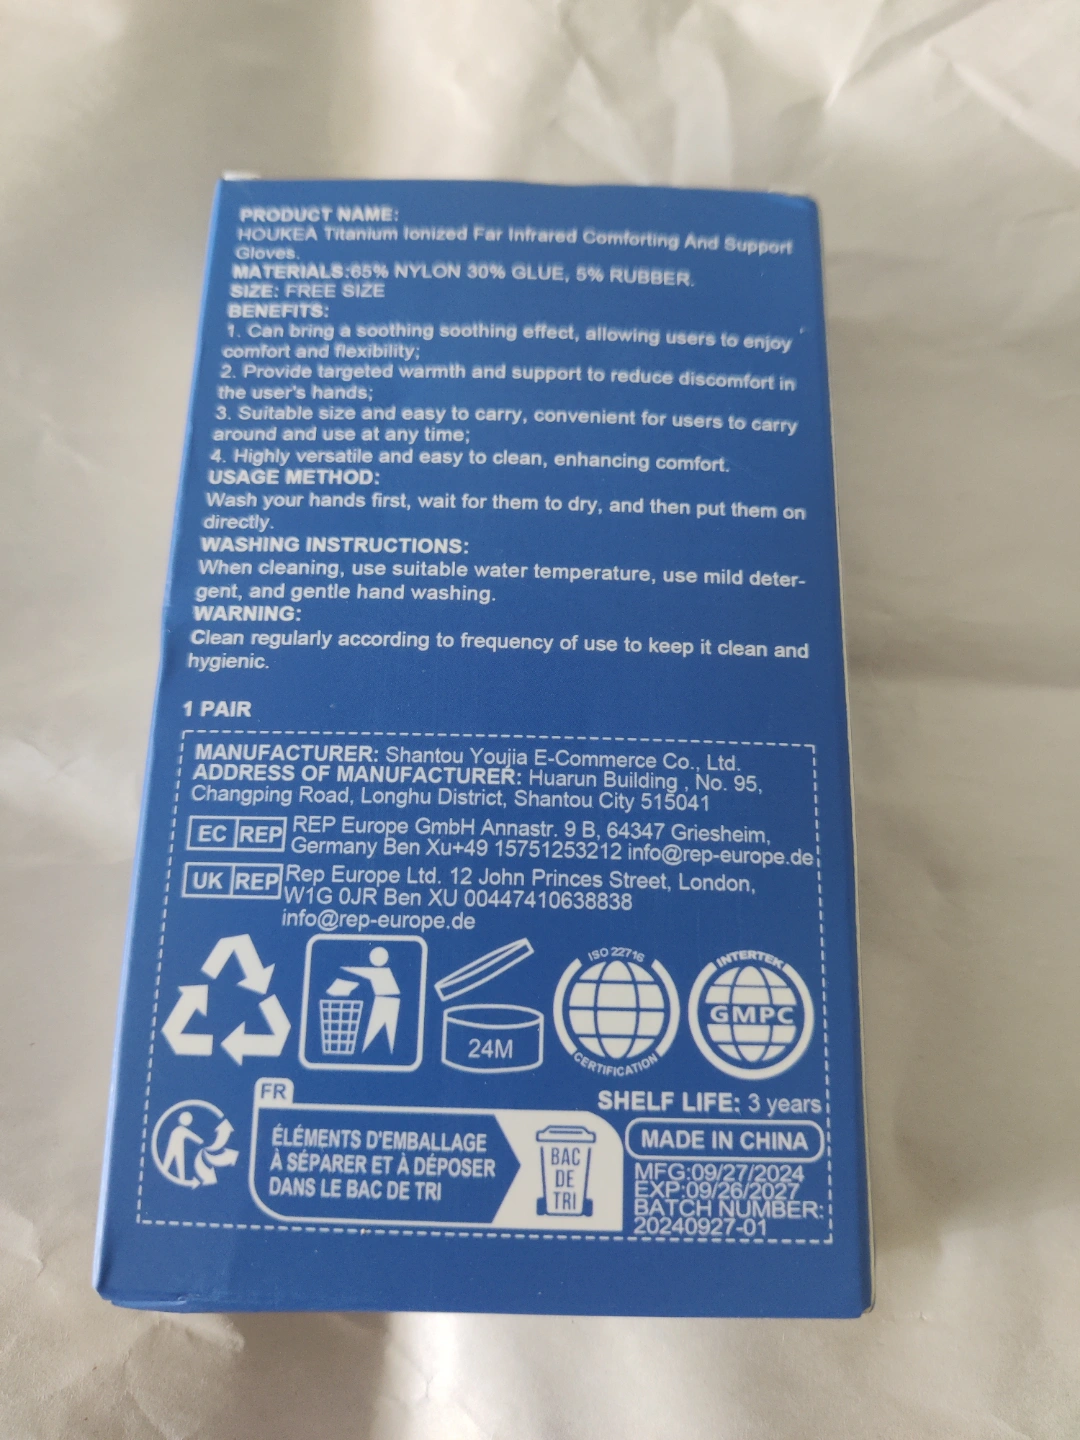 PRODUCT NAME:
HOUKEA Titanium Ionized Far Infrared Comforting And Support
Gloves.
MATERIALS:65% NYLON 30% GLUE, 5% RUBBER.
SIZE: FREE SIZE
BENEFITS:
1. Can bring a soothing soothing effect, allowing users to enjoy
comfort and flexibility;
2. Provide targeted warmth and support to reduce discomfort in
the user's hands;
3. Suitable size and easy to carry, convenient for users to carry
around and use at any time;
4. Highly versatile and easy to clean, enhancing comfort.
USAGE METHOD:
Wash your hands first, wait for them to dry, and then put them on
directly.
WASHING INSTRUCTIONS:
When cleaning, use suitable water temperature, use mild deter-
gent, and gentle hand washing.
WARNING:
Clean regularly according to frequency of use to keep it clean and
hygienic.
1 PAIR
MANUFACTURER: Shantou Youjia E-Commerce Co., Ltd.
ADDRESS OF MANUFACTURER: Huarun Building , No. 95,
Changping Road, Longhu District, Shantou City 515041
EC REP REP Europe GmbH Annastr. 9 B, 64347 Griesheim,
Germany Ben Xu+49 15751253212 info@rep-europe.de
UK REP Rep Europe Ltd. 12 John Princes Street, London,
W1G 0JR Ben XU 00447410638838
info@rep-europe.de
24M
ISO 22716
CERTIFICATION
INTERTEK
GMPC
SHELF LIFE: 3 years
FR
ÉLÉMENTS D'EMBALLAGE
À SÉPARER ET À DÉPOSER
DANS LE BAC DE TRI
BAC
DE
TRI
MADE IN CHINA
MFG:09/27/2024
EXP:09/26/2027
BATCH NUMBER:
20240927-01